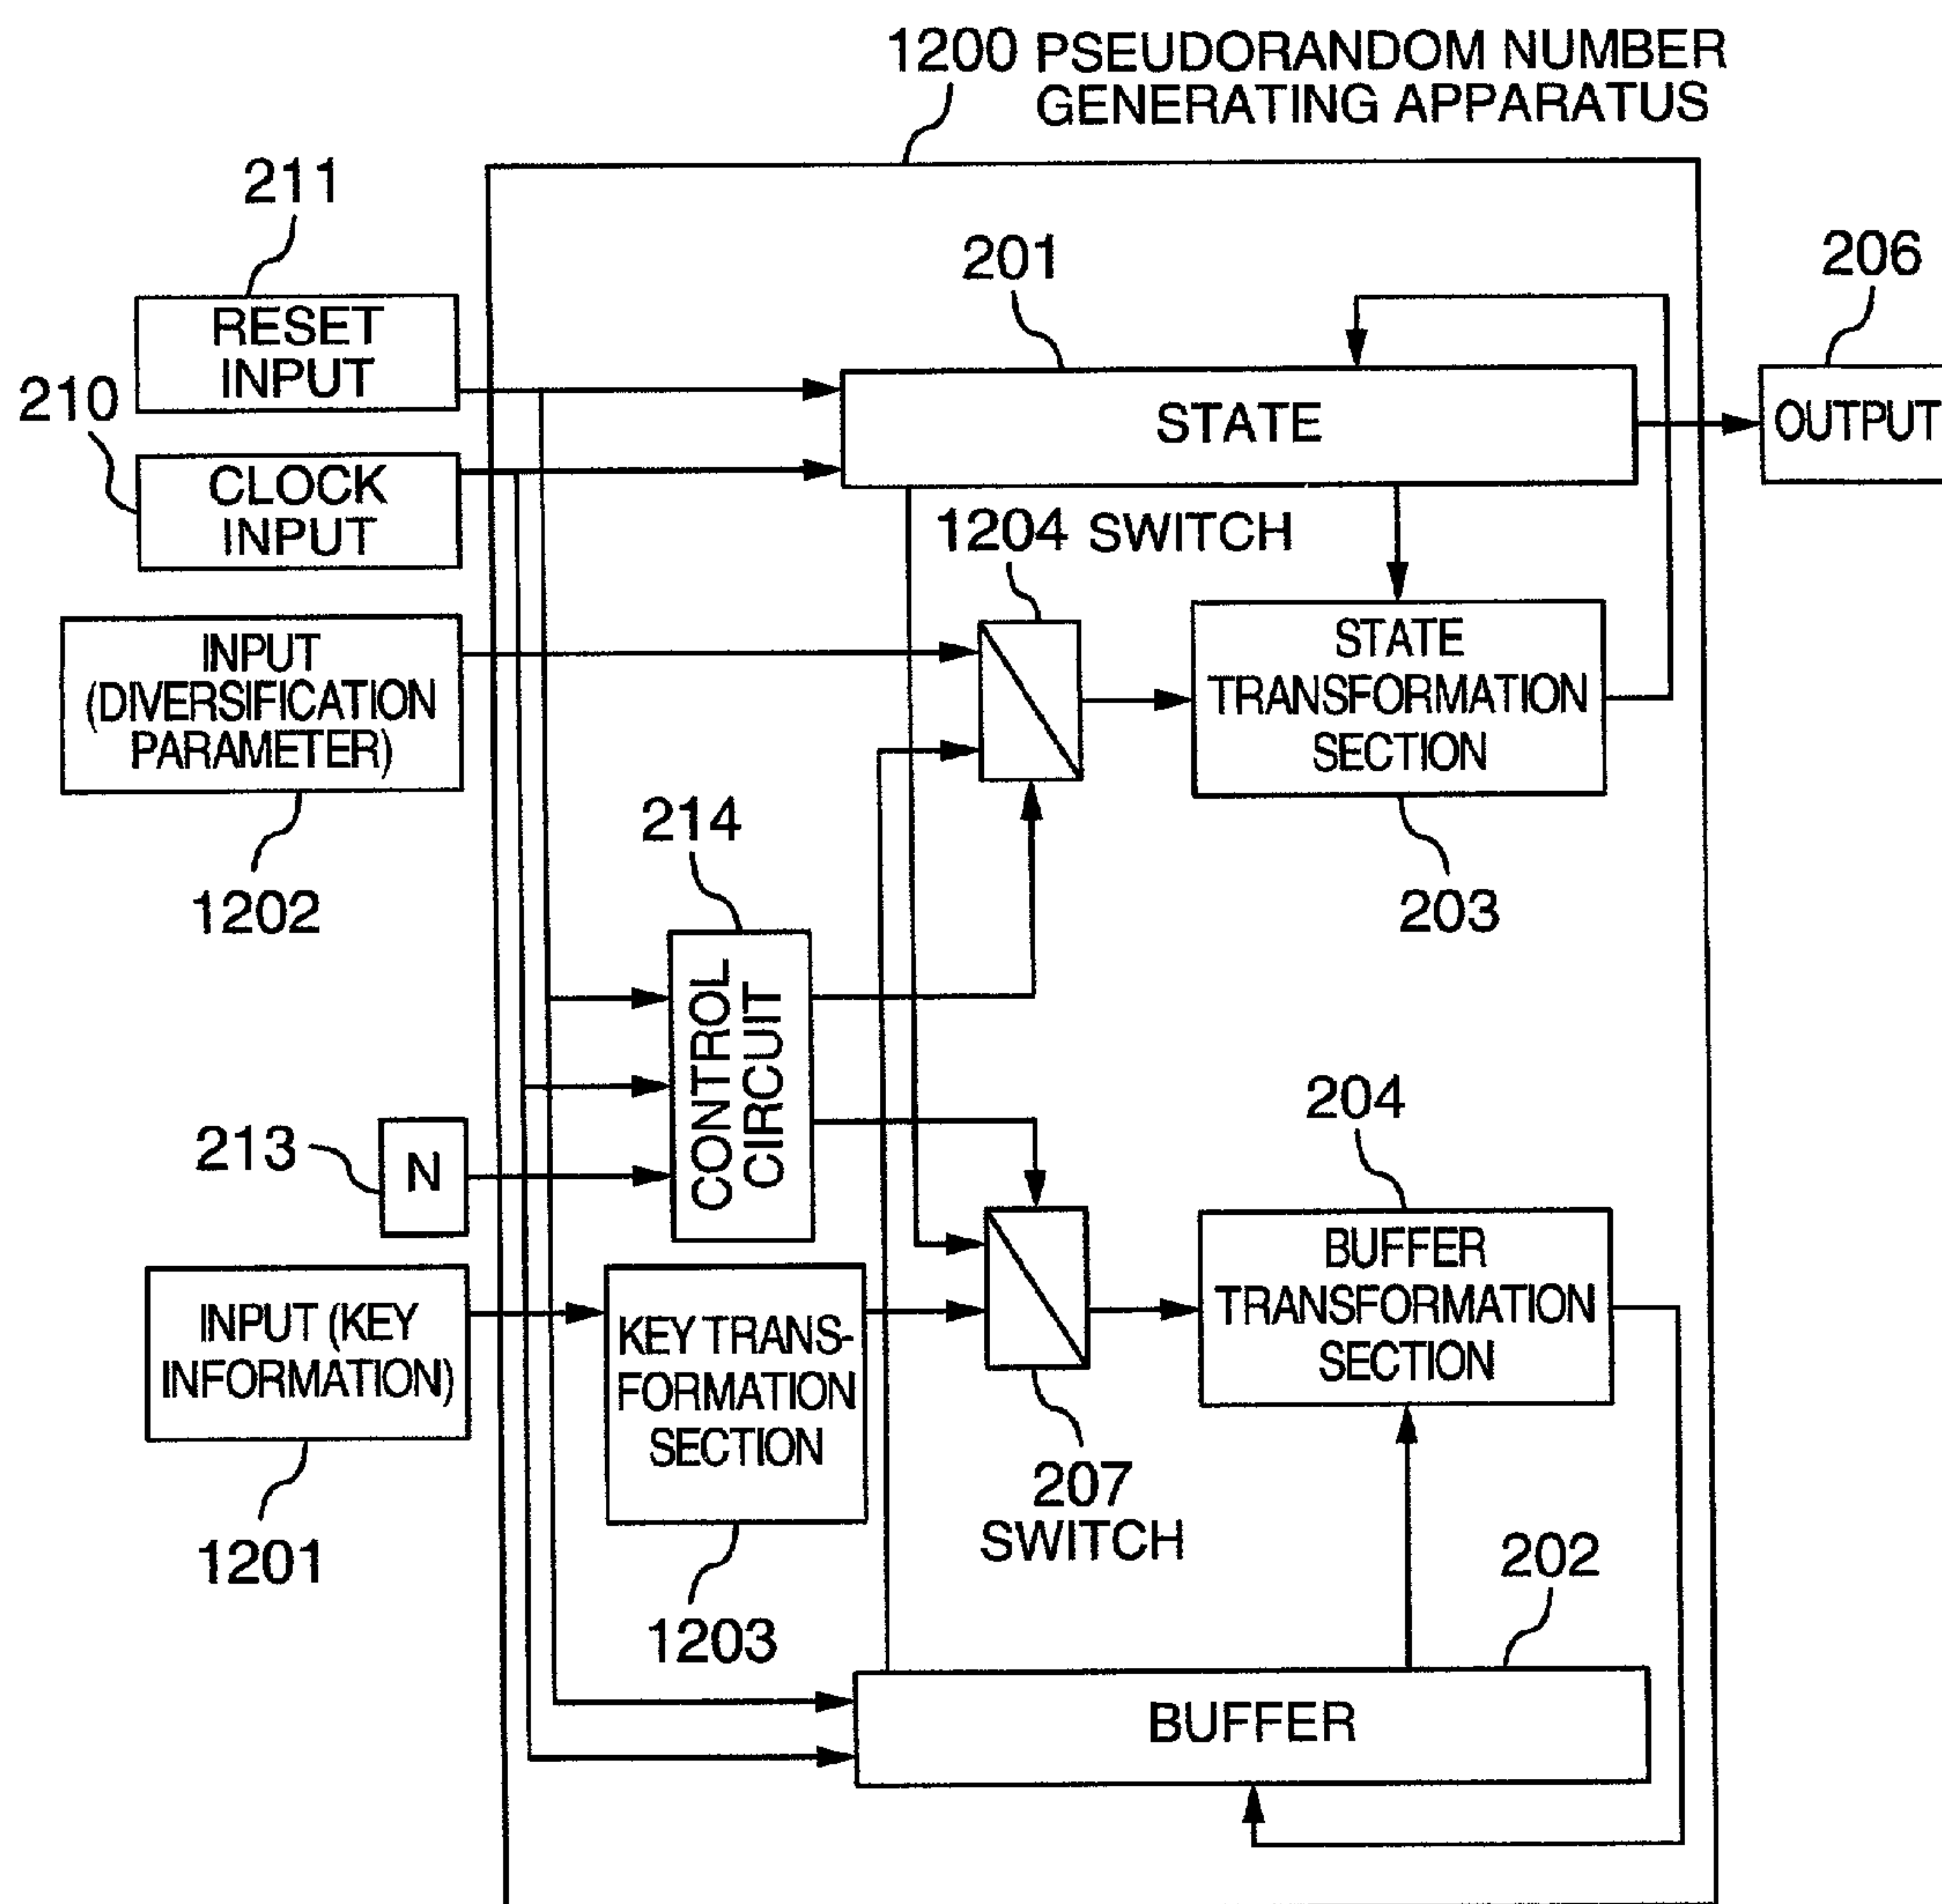 1200 PSEUDORANDOM NUMBER
GENERATING APPARATUS
211
201
206
RESET
INPUT
210
STATE
OUTPUT
CLOCK
INPUT
1204 SWITCH
INPUT
(DIVERSIFICATION
PARAMETER)
STATE
TRANSFORMATION
SECTION
214
1202
203
CONTROL
CIRCUIT
204
213
N
BUFFER
TRANSFORMATION
SECTION
INPUT (KEY
INFORMATION)
KEY TRANS-
FORMATION
SECTION
207
SWITCH
1201
202
1203
BUFFER